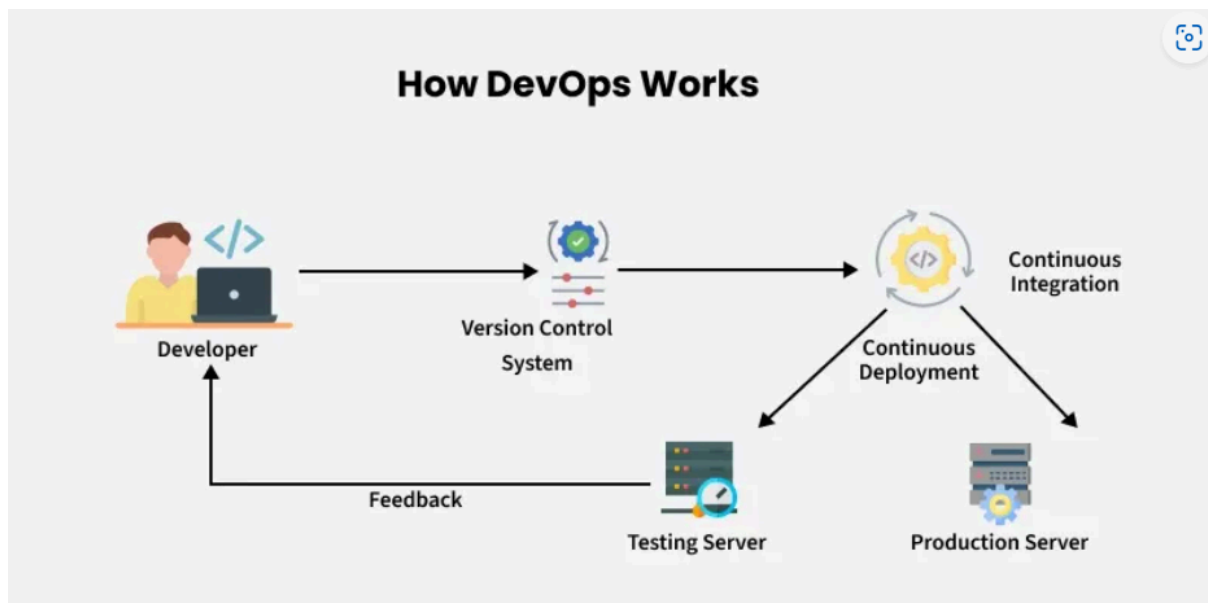 How DevOps Works
</>
</>
Continuous
Integration
Version Control
System
Developer
Continuous
Deployment
Feedback
Testing Server
Production Server